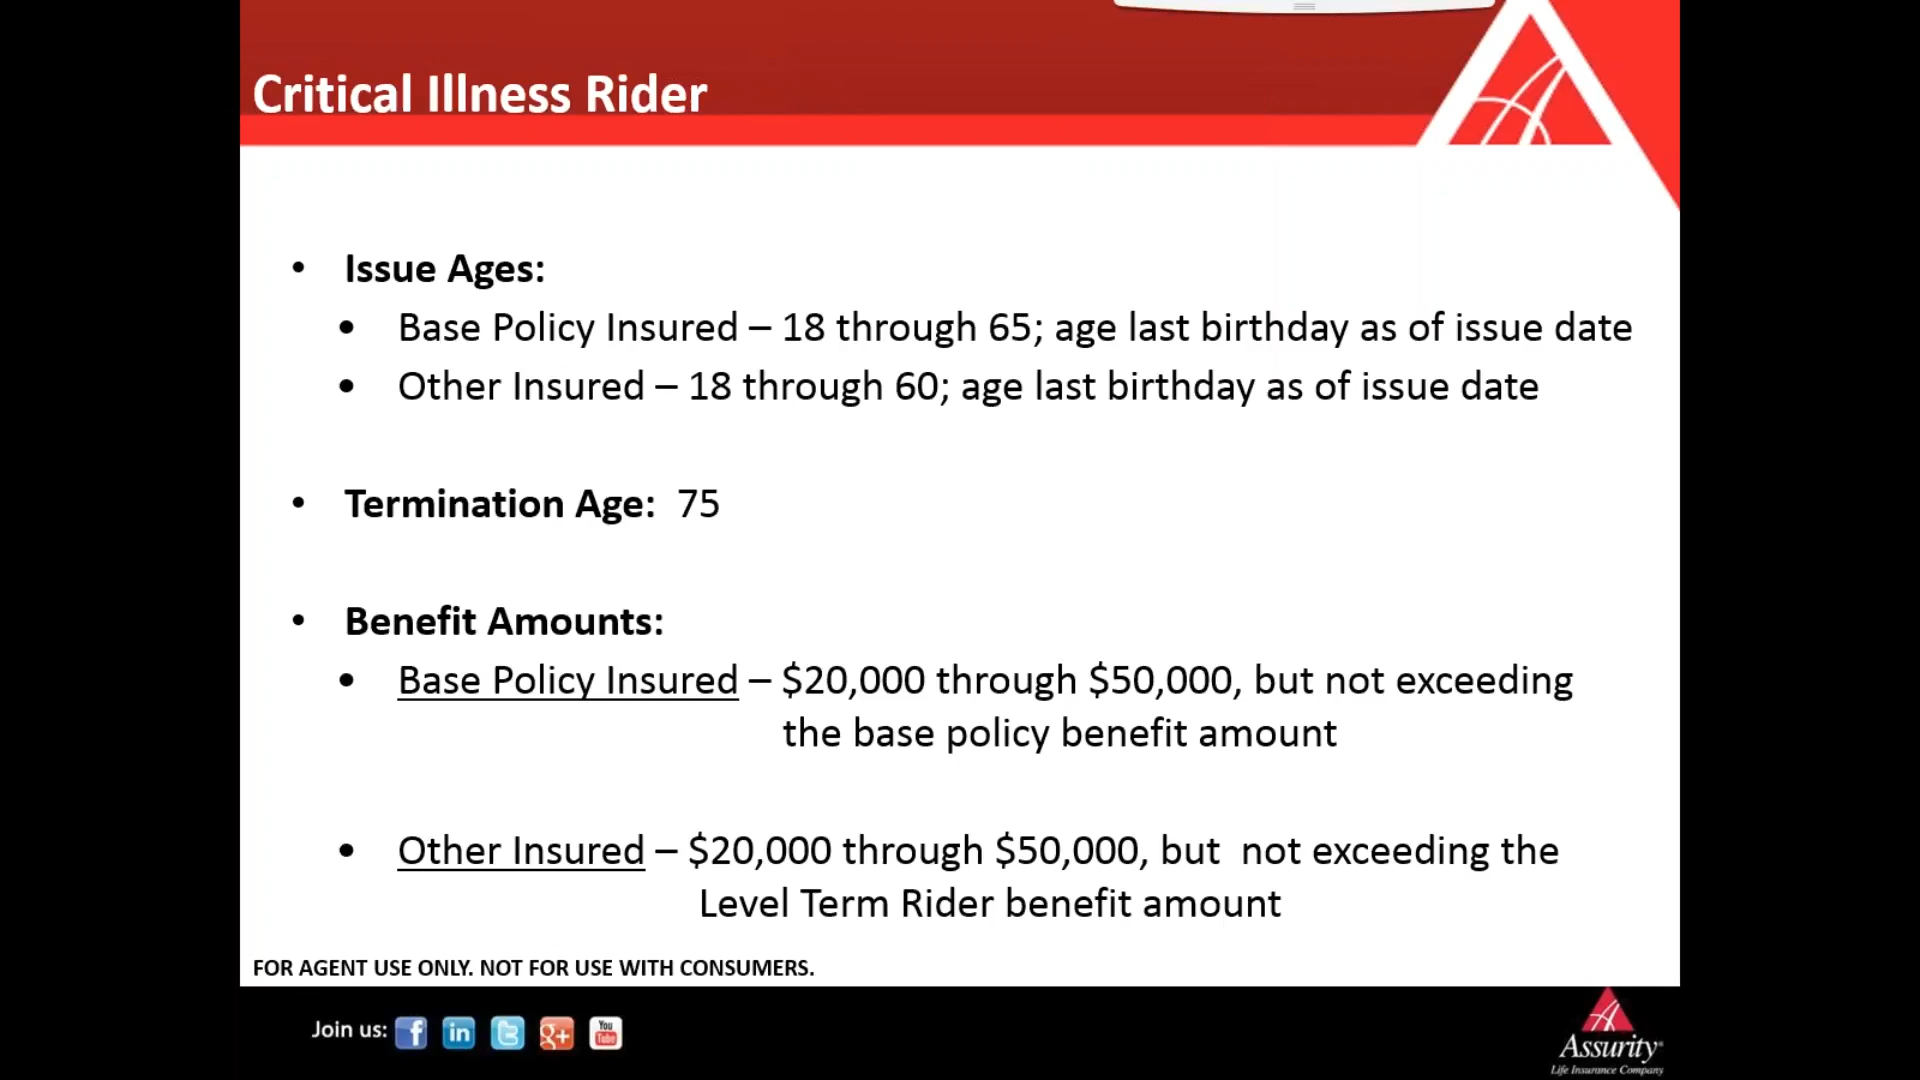 Critical Illness Rider
• Issue Ages:
• Base Policy Insured – 18 through 65; age last birthday as of issue date
• Other Insured – 18 through 60; age last birthday as of issue date
• Termination Age: 75
• Benefit Amounts:
• Base Policy Insured – $20,000 through $50,000, but not exceeding
the base policy benefit amount
• Other Insured – $20,000 through $50,000, but not exceeding the
Level Term Rider benefit amount
FOR AGENT USE ONLY. NOT FOR USE WITH CONSUMERS.
Join us: f in t g+ You Tube
Assurity®
Life Insurance Company